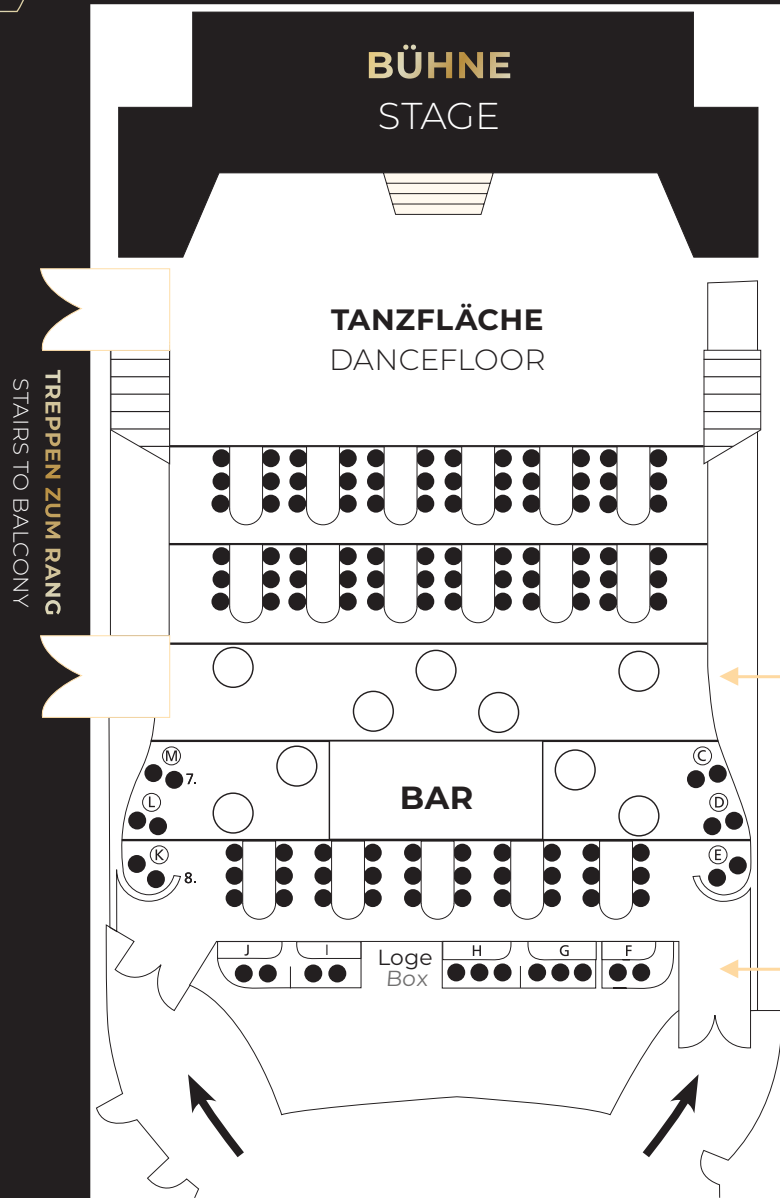 BÜHNE
STAGE
TANZFLÄCHE
DANCEFLOOR
TREPPEN ZUM RANG
STAIRS TO BALCONY
M
7.
C
L
D
BAR
K
8.
E
J
I
Loge
Box
H
G
F